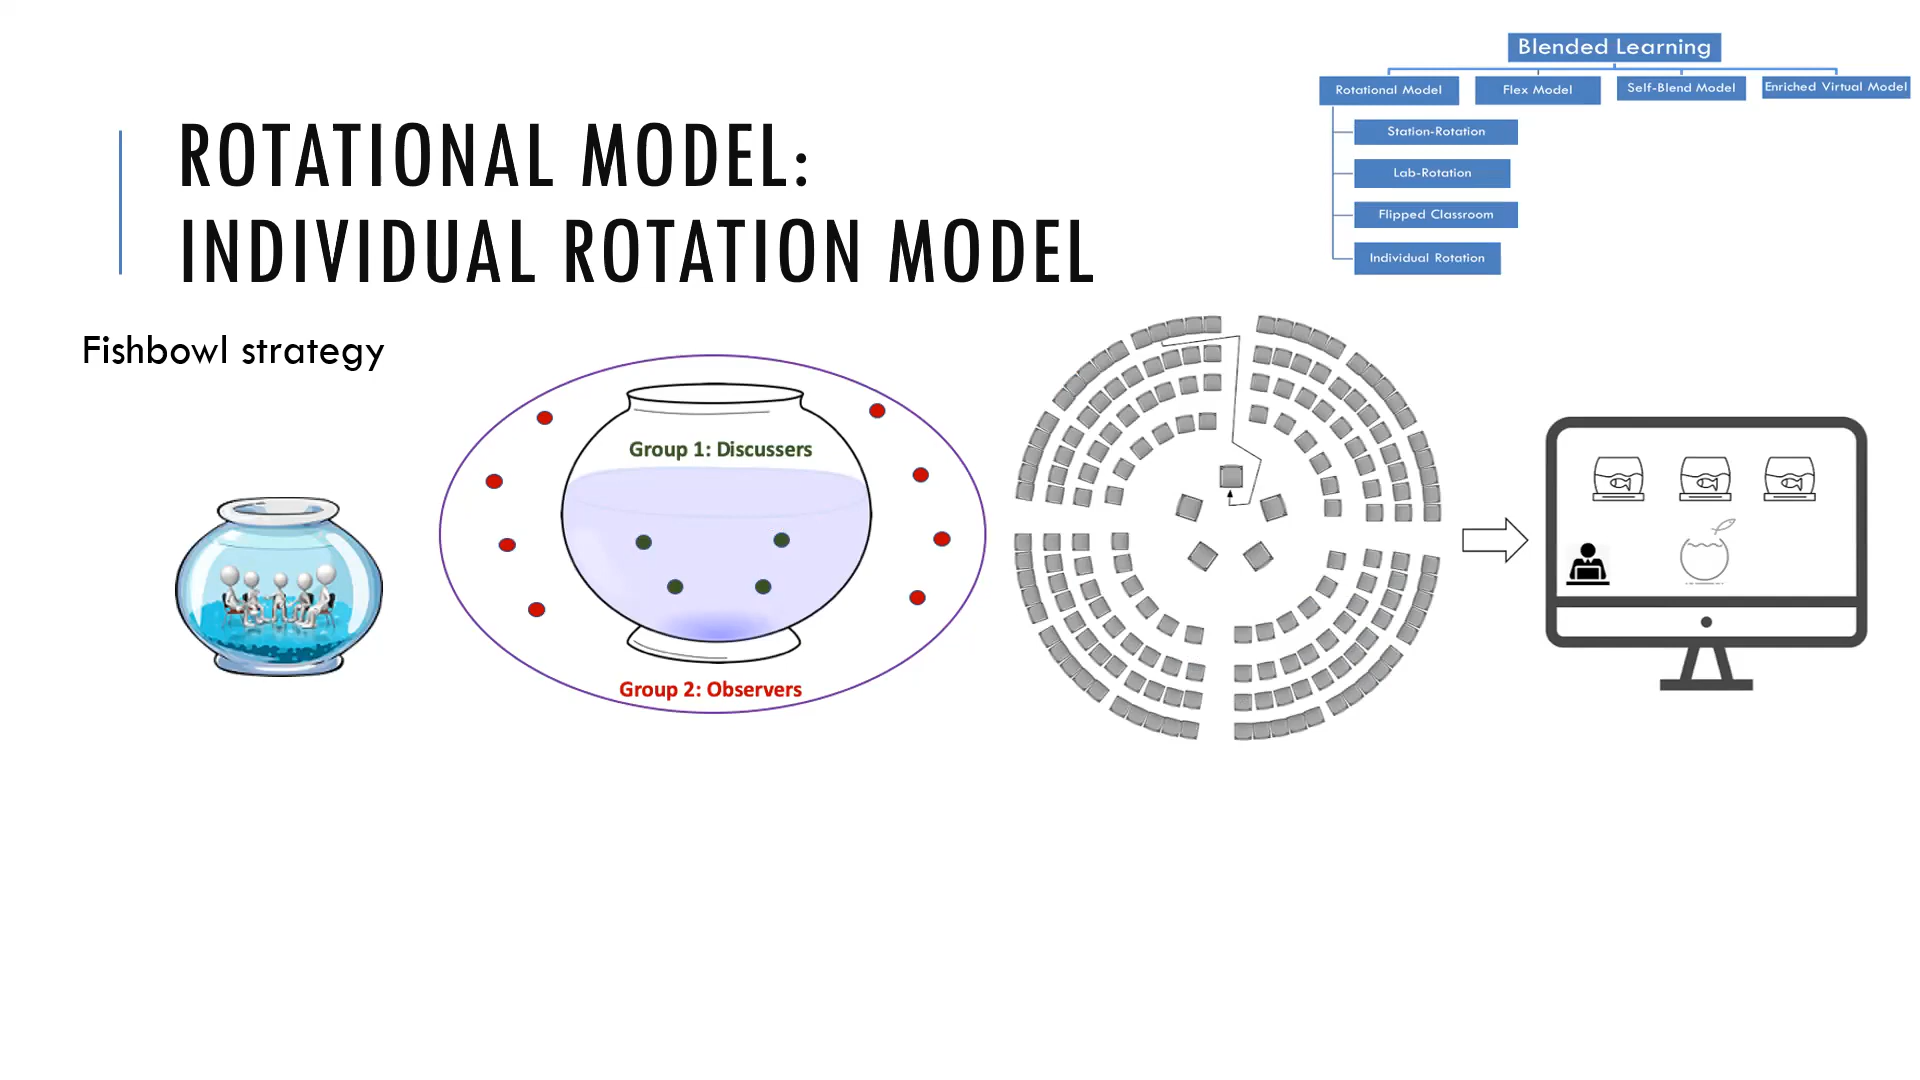 Blended Learning
Rotational Model
Flex Model
Self-Blend Model
Enriched Virtual Model
Station-Rotation
Lab-Rotation
Flipped Classroom
Individual Rotation
ROTATIONAL MODEL:
INDIVIDUAL ROTATION MODEL
Fishbowl strategy
Group 1: Discussers
Group 2: Observers